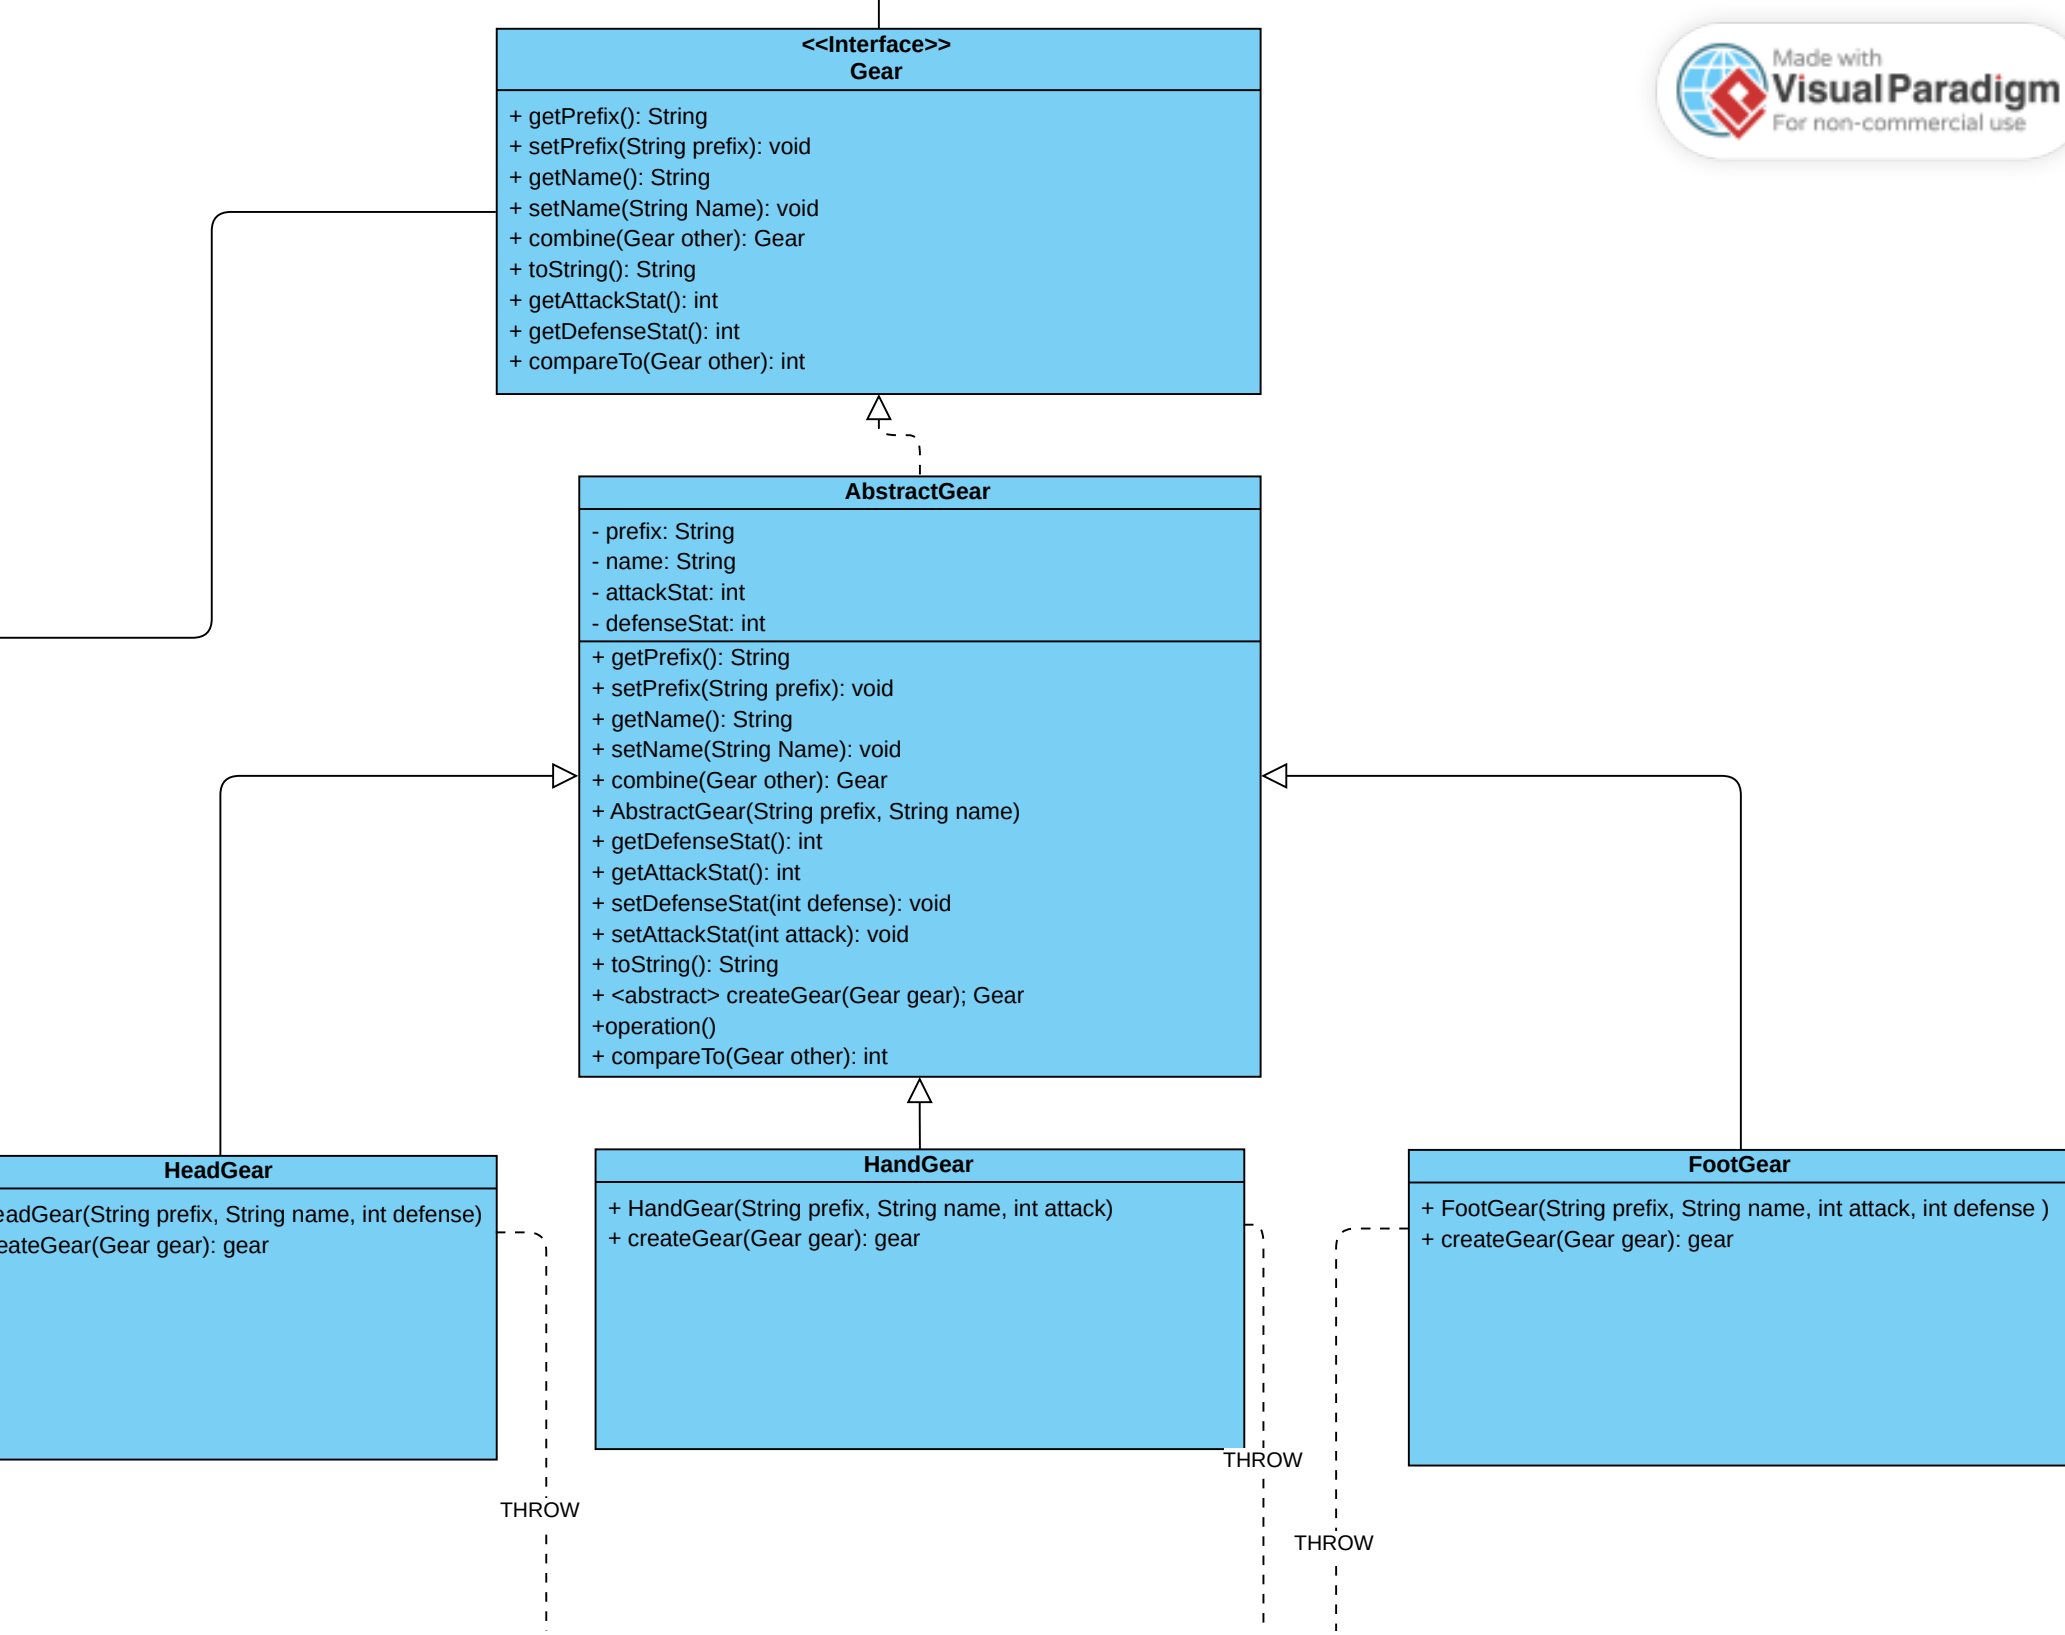 <<Interface>>
Gear
+ getPrefix(): String
+ setPrefix(String prefix): void
+ getName(): String
+ setName(String Name): void
+ combine(Gear other): Gear
+ toString(): String
+ getAttackStat(): int
+ getDefenseStat(): int
+ compareTo(Gear other): int
Made with
Visual Paradigm
For non-commercial use
AbstractGear
- prefix: String
- name: String
- attackStat: int
- defenseStat: int
+ getPrefix(): String
+ setPrefix(String prefix): void
+ getName(): String
+ setName(String Name): void
+ combine(Gear other): Gear
+ AbstractGear(String prefix, String name)
+ getDefenseStat(): int
+ getAttackStat(): int
+ setDefenseStat(int defense): void
+ setAttackStat(int attack): void
+ toString(): String
+ <abstract> createGear(Gear gear); Gear
+operation()
+ compareTo(Gear other): int
HeadGear
eadGear(String prefix, String name, int defense)
eateGear(Gear gear): gear
HandGear
+ HandGear(String prefix, String name, int attack)
+ createGear(Gear gear): gear
FootGear
+ FootGear(String prefix, String name, int attack, int defense )
+ createGear(Gear gear): gear
THROW
THROW
THROW